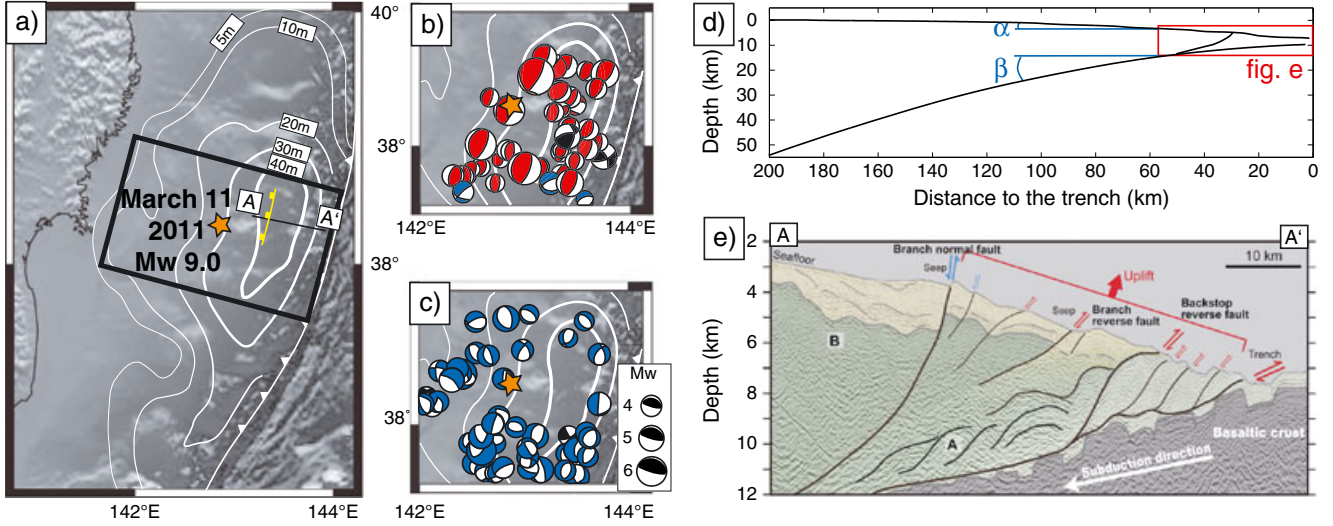 a)
5m
10m
20m
30m
40m
March 11
2011
Mw 9.0
A
A'
38°
142°E
144°E
b)
40°
38°
142°E
144°E
c)
38°
142°E
Mw
4
5
6
d)
0
10
20
30
40
50
Depth (km)
α
β
fig. e
200
180
160
140
120
100
80
60
40
20
0
Distance to the trench (km)
e)
A
A'
2
4
6
8
10
12
Depth (km)
Seafloor
Branch normal fault
Seep
Uplift
10 km
Seep
Branch
reverse fault
Backstop
reverse fault
Trench
B
A
Basaltic crust
Subduction direction